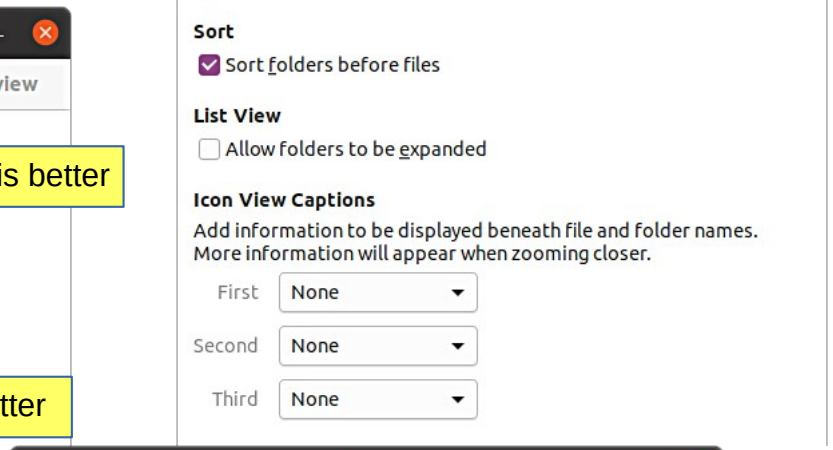 Sort
Sort folders before files
view
List View
Allow folders to be expanded
is better
Icon View Captions
Add information to be displayed beneath file and folder names.
More information will appear when zooming closer.
First None
Second None
Third None
tter